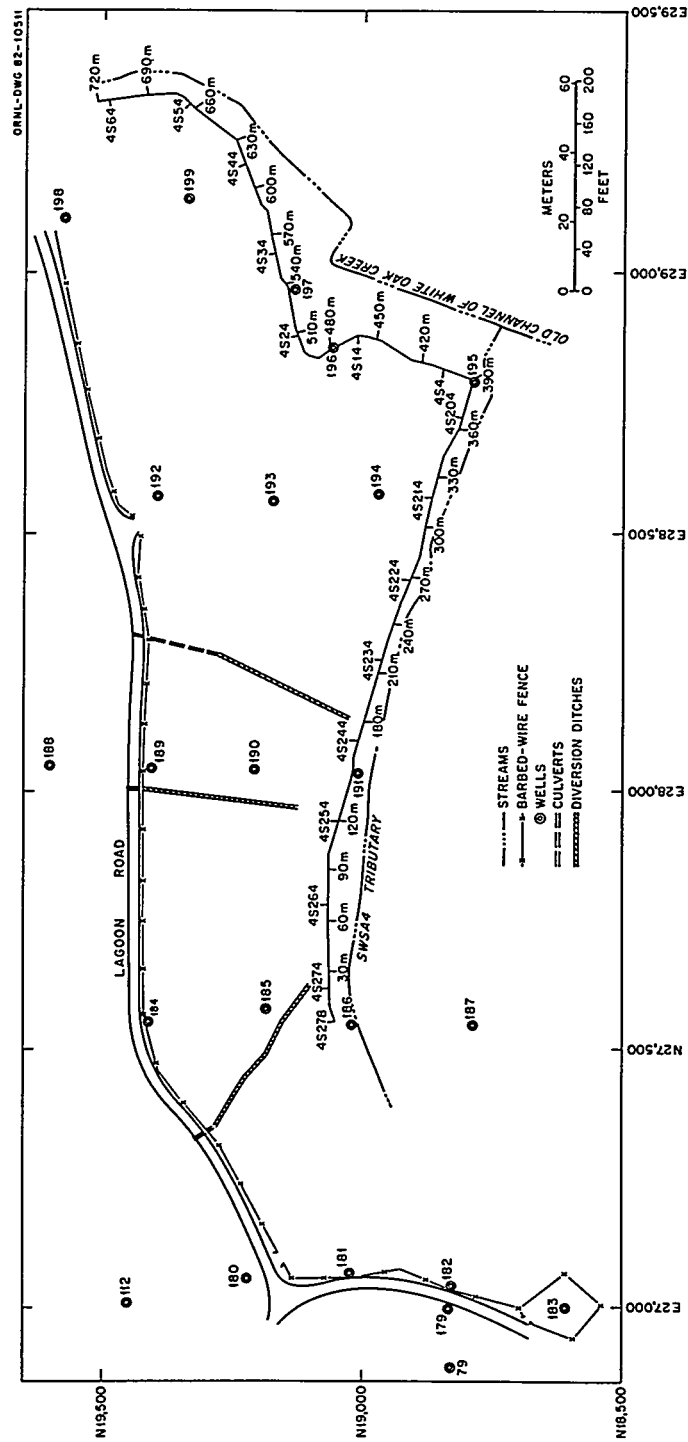 ORNL-DWG 82-10511
E29,500
E29,000
E28,500
E28,000
N27,500
E27,000
N19,500
N19,000
N18,500
LAGOON ROAD
SWSA4 TRIBUTARY
OLD CHANNEL OF WHITE OAK CREEK
112
180
181
182
179
79
183
184
185
186
187
188
189
190
191
192
193
194
195
196
197
198
199
4S278
4S274
4S264
4S254
4S244
4S234
4S224
4S214
4S204
4S4
4S14
4S24
4S34
4S44
4S54
4S64
30m
60m
90m
120m
180m
210m
240m
270m
300m
330m
360m
390m
420m
450m
480m
510m
540m
570m
600m
630m
660m
690m
720m
STREAMS
BARBED-WIRE FENCE
WELLS
CULVERTS
DIVERSION DITCHES
METERS
0 20 40 60
0 40 80 120 160 200
FEET